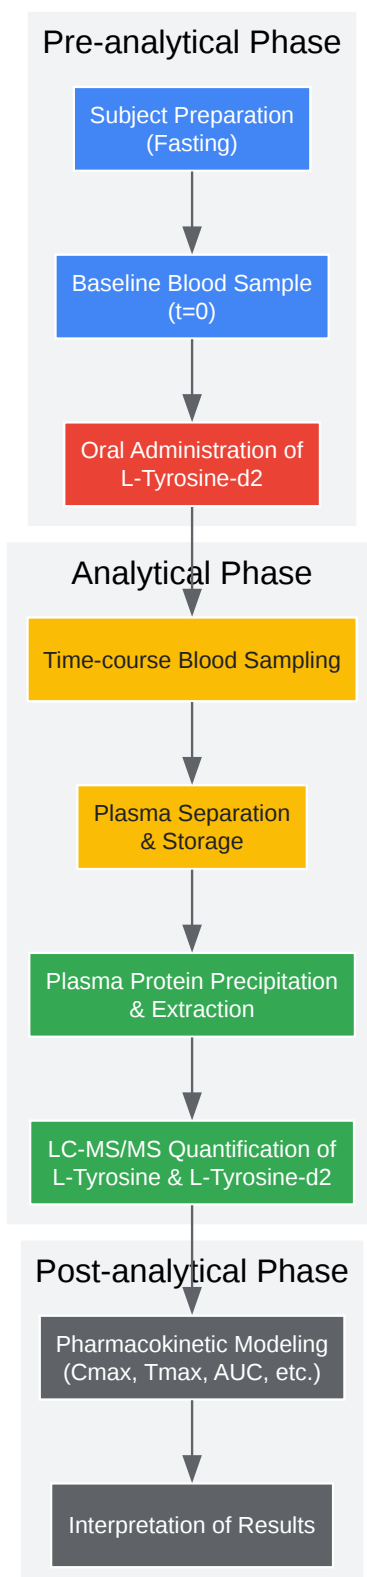 Pre-analytical Phase
Subject Preparation
(Fasting)
Baseline Blood Sample
(t=0)
Oral Administration of
L-Tyrosine-d2
Analytical Phase
Time-course Blood Sampling
Plasma Separation
& Storage
Plasma Protein Precipitation
& Extraction
LC-MS/MS Quantification of
L-Tyrosine & L-Tyrosine-d2
Post-analytical Phase
Pharmacokinetic Modeling
(Cmax, Tmax, AUC, etc.)
Interpretation of Results